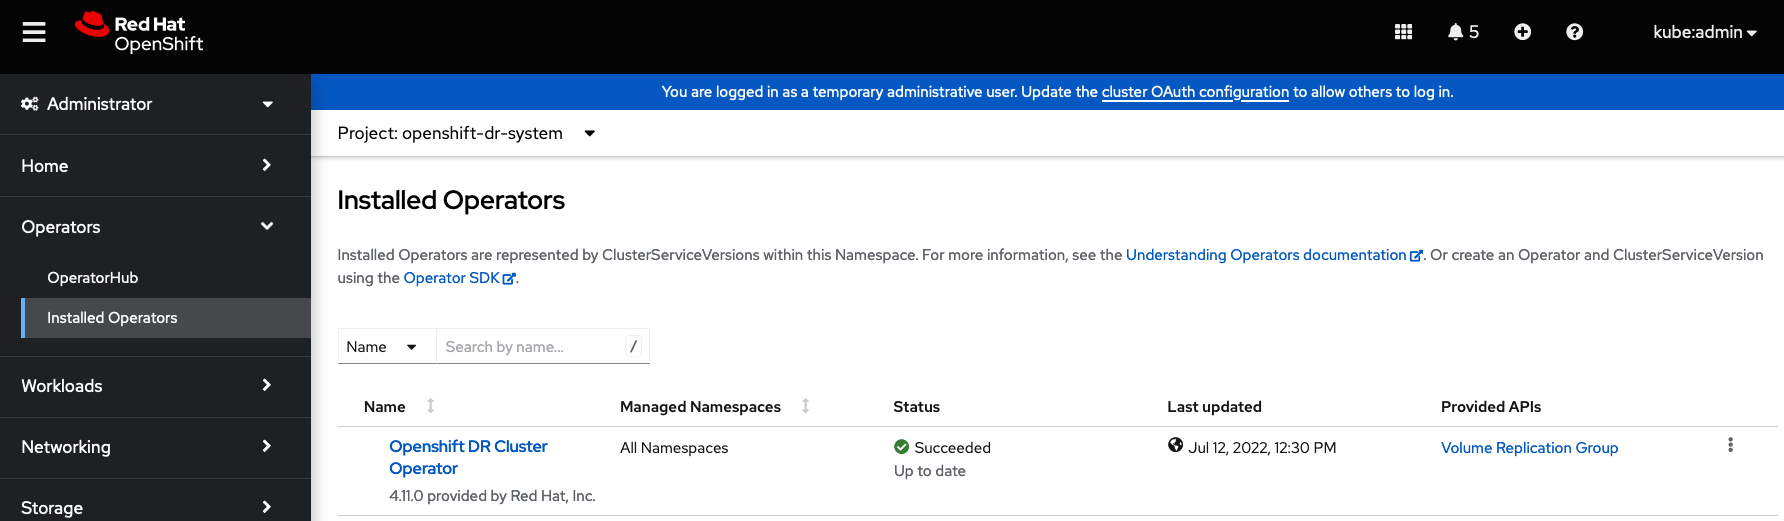 Red Hat
OpenShift
5
kube:admin
Administrator
You are logged in as a temporary administrative user. Update the cluster OAuth configuration to allow others to log in.
Project: openshift-dr-system
Home
Operators
OperatorHub
Installed Operators
Workloads
Networking
Storage
Installed Operators
Installed Operators are represented by ClusterServiceVersions within this Namespace. For more information, see the Understanding Operators documentation. Or create an Operator and ClusterServiceVersion
using the Operator SDK.
Name Search by name... /
Name Managed Namespaces Status Last updated Provided APIs
Openshift DR Cluster All Namespaces Succeeded Jul 12, 2022, 12:30 PM Volume Replication Group
Operator Up to date
4.11.0 provided by Red Hat, Inc.